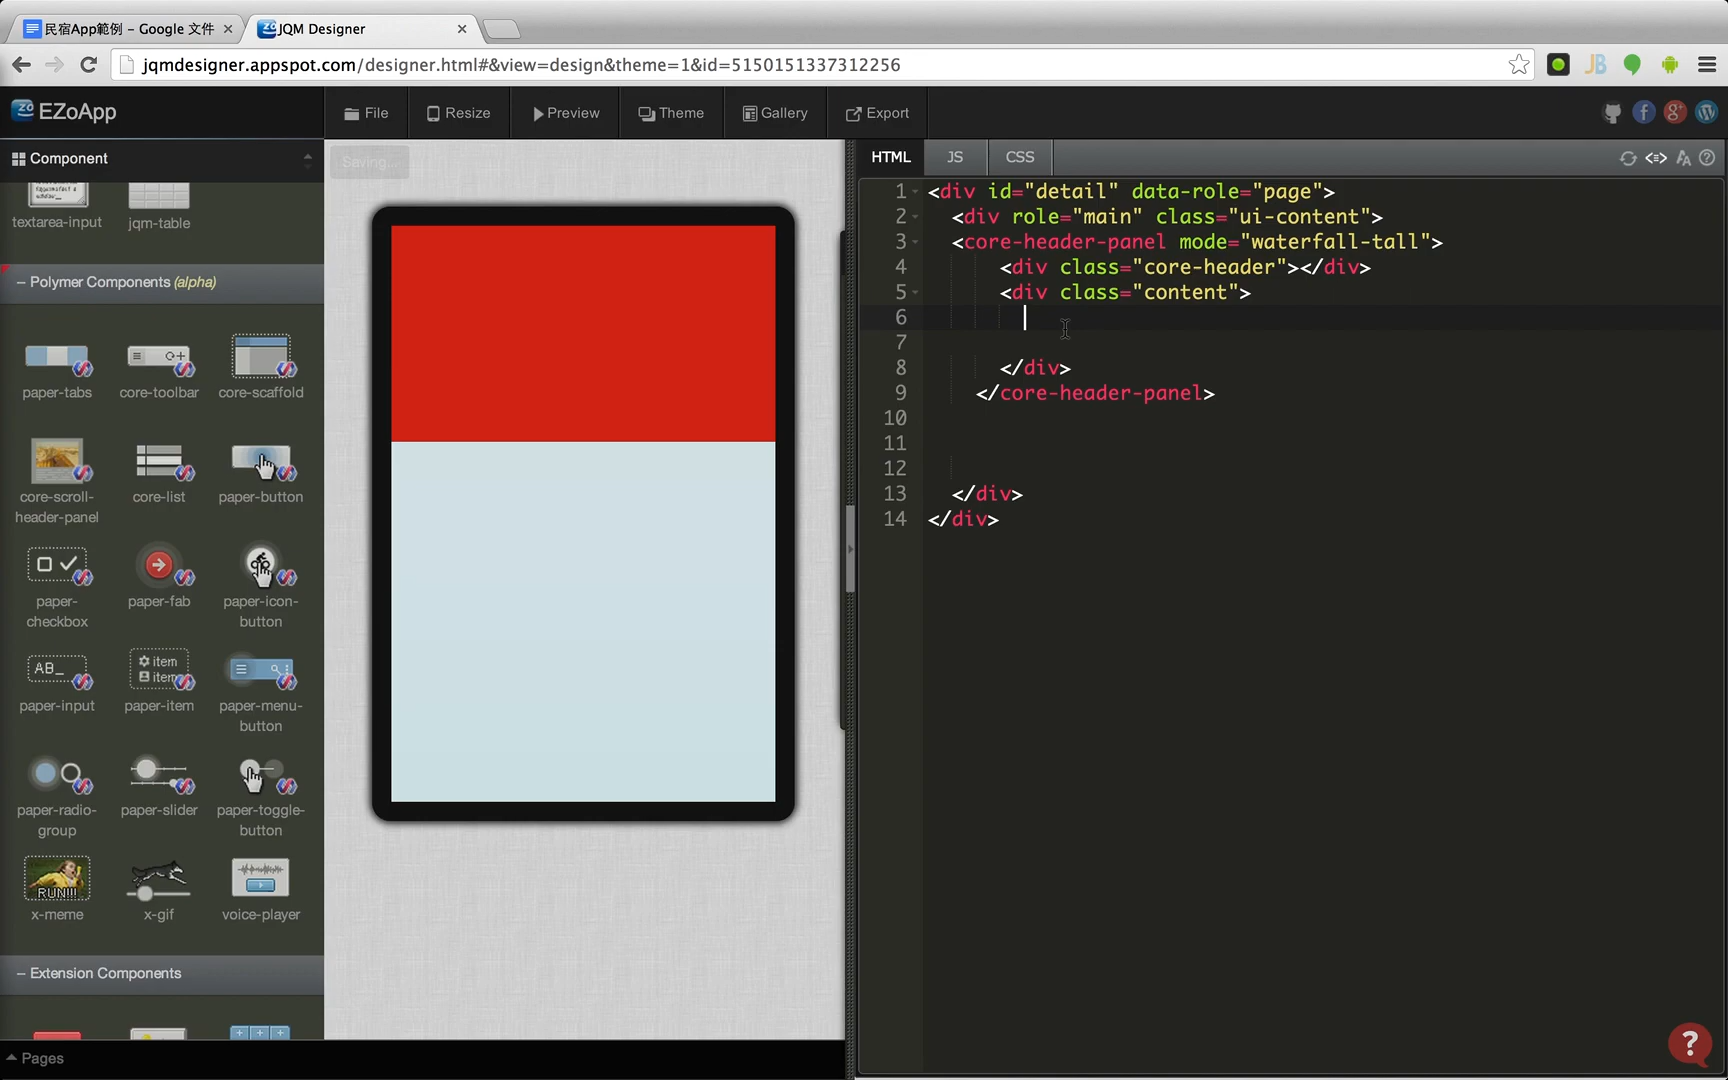 民宿App範例 – Google 文件
JQM Designer
jqmdesigner.appspot.com/designer.html#&view=design&theme=1&id=5150151337312256
EZoApp
File
Resize
Preview
Theme
Gallery
Export
Component
Saving...
HTML
JS
CSS
textarea-input
jqm-table
– Polymer Components (alpha)
paper-tabs
core-toolbar
core-scaffold
core-scroll-
header-panel
core-list
paper-button
paper-
checkbox
paper-fab
paper-icon-
button
AB_
item
item
paper-input
paper-item
paper-menu-
button
paper-radio-
group
paper-slider
paper-toggle-
button
RUN!!!
x-meme
x-gif
voice-player
– Extension Components
Pages
1 <div id="detail" data-role="page">
2 <div role="main" class="ui-content">
3 <core-header-panel mode="waterfall-tall">
4 <div class="core-header"></div>
5 <div class="content">
6
7
8 </div>
9 </core-header-panel>
10
11
12
13 </div>
14 </div>
?